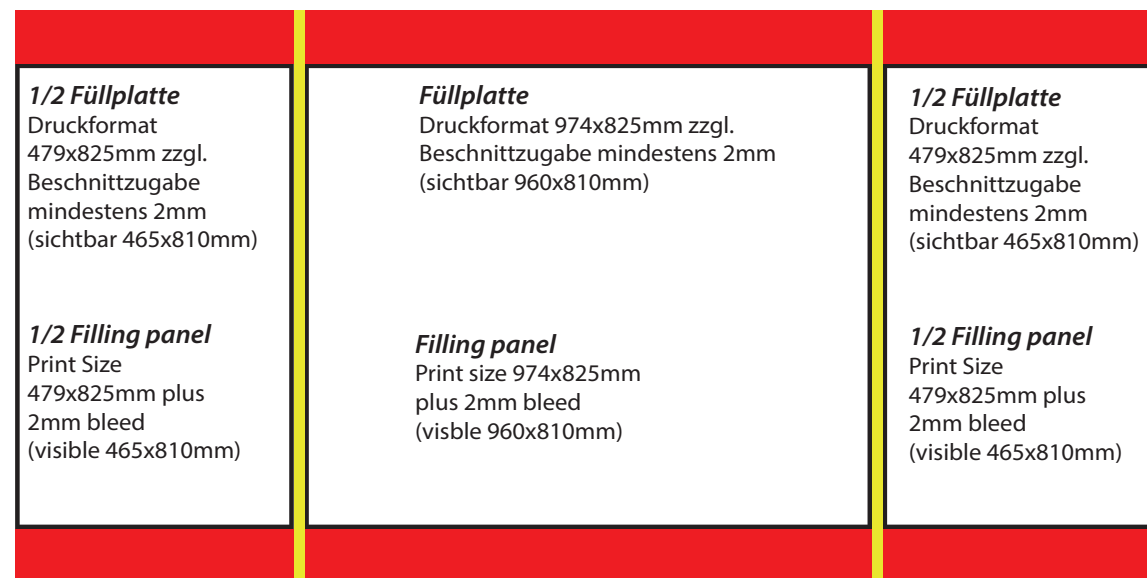 1/2 Füllplatte
Druckformat
479x825mm zzgl.
Beschnittzugabe
mindestens 2mm
(sichtbar 465x810mm)
1/2 Filling panel
Print Size
479x825mm plus
2mm bleed
(visible 465x810mm)
Füllplatte
Druckformat 974x825mm zzgl.
Beschnittzugabe mindestens 2mm
(sichtbar 960x810mm)
Filling panel
Print size 974x825mm
plus 2mm bleed
(visble 960x810mm)
1/2 Füllplatte
Druckformat
479x825mm zzgl.
Beschnittzugabe
mindestens 2mm
(sichtbar 465x810mm)
1/2 Filling panel
Print Size
479x825mm plus
2mm bleed
(visible 465x810mm)